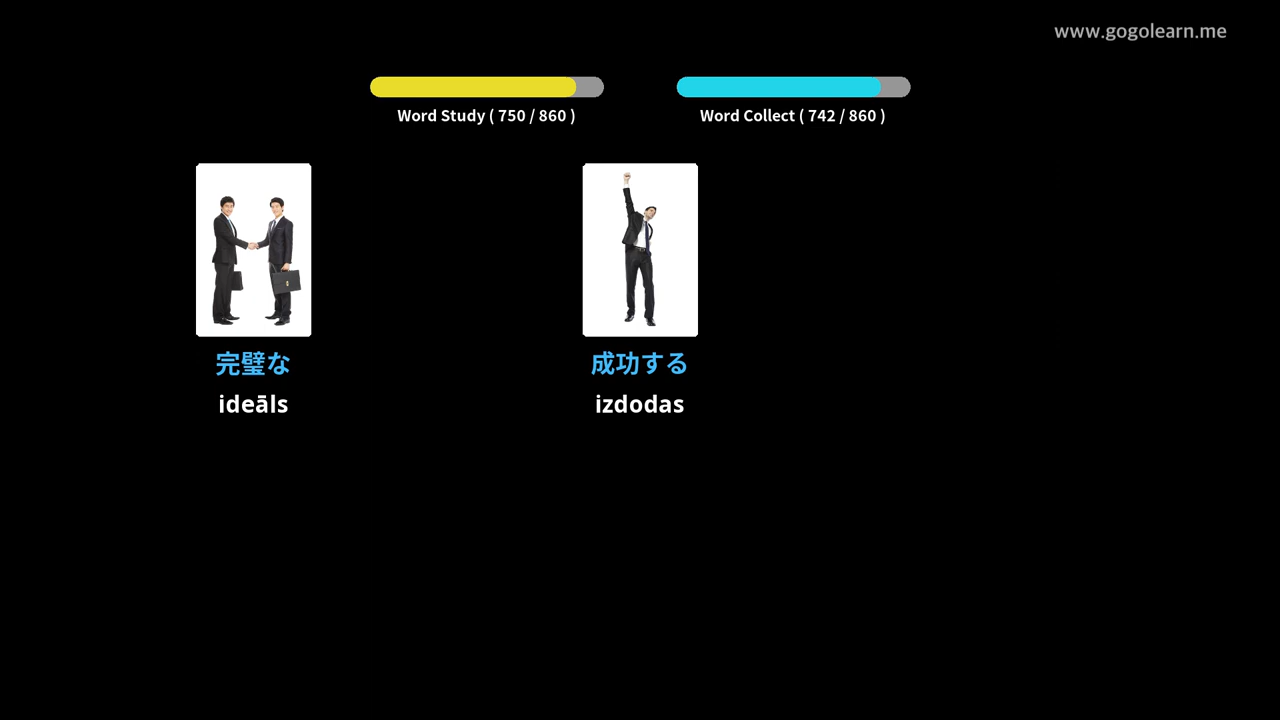 www.gogolearn.me
Word Study ( 750 / 860 )
Word Collect ( 742 / 860 )
完璧な
ideāls
成功する
izdodas